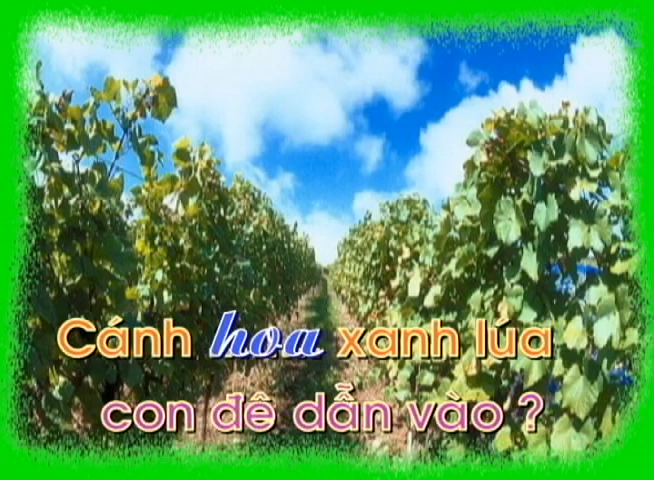 Cánh hoa xanh lúa
con đê dẫn vào ?